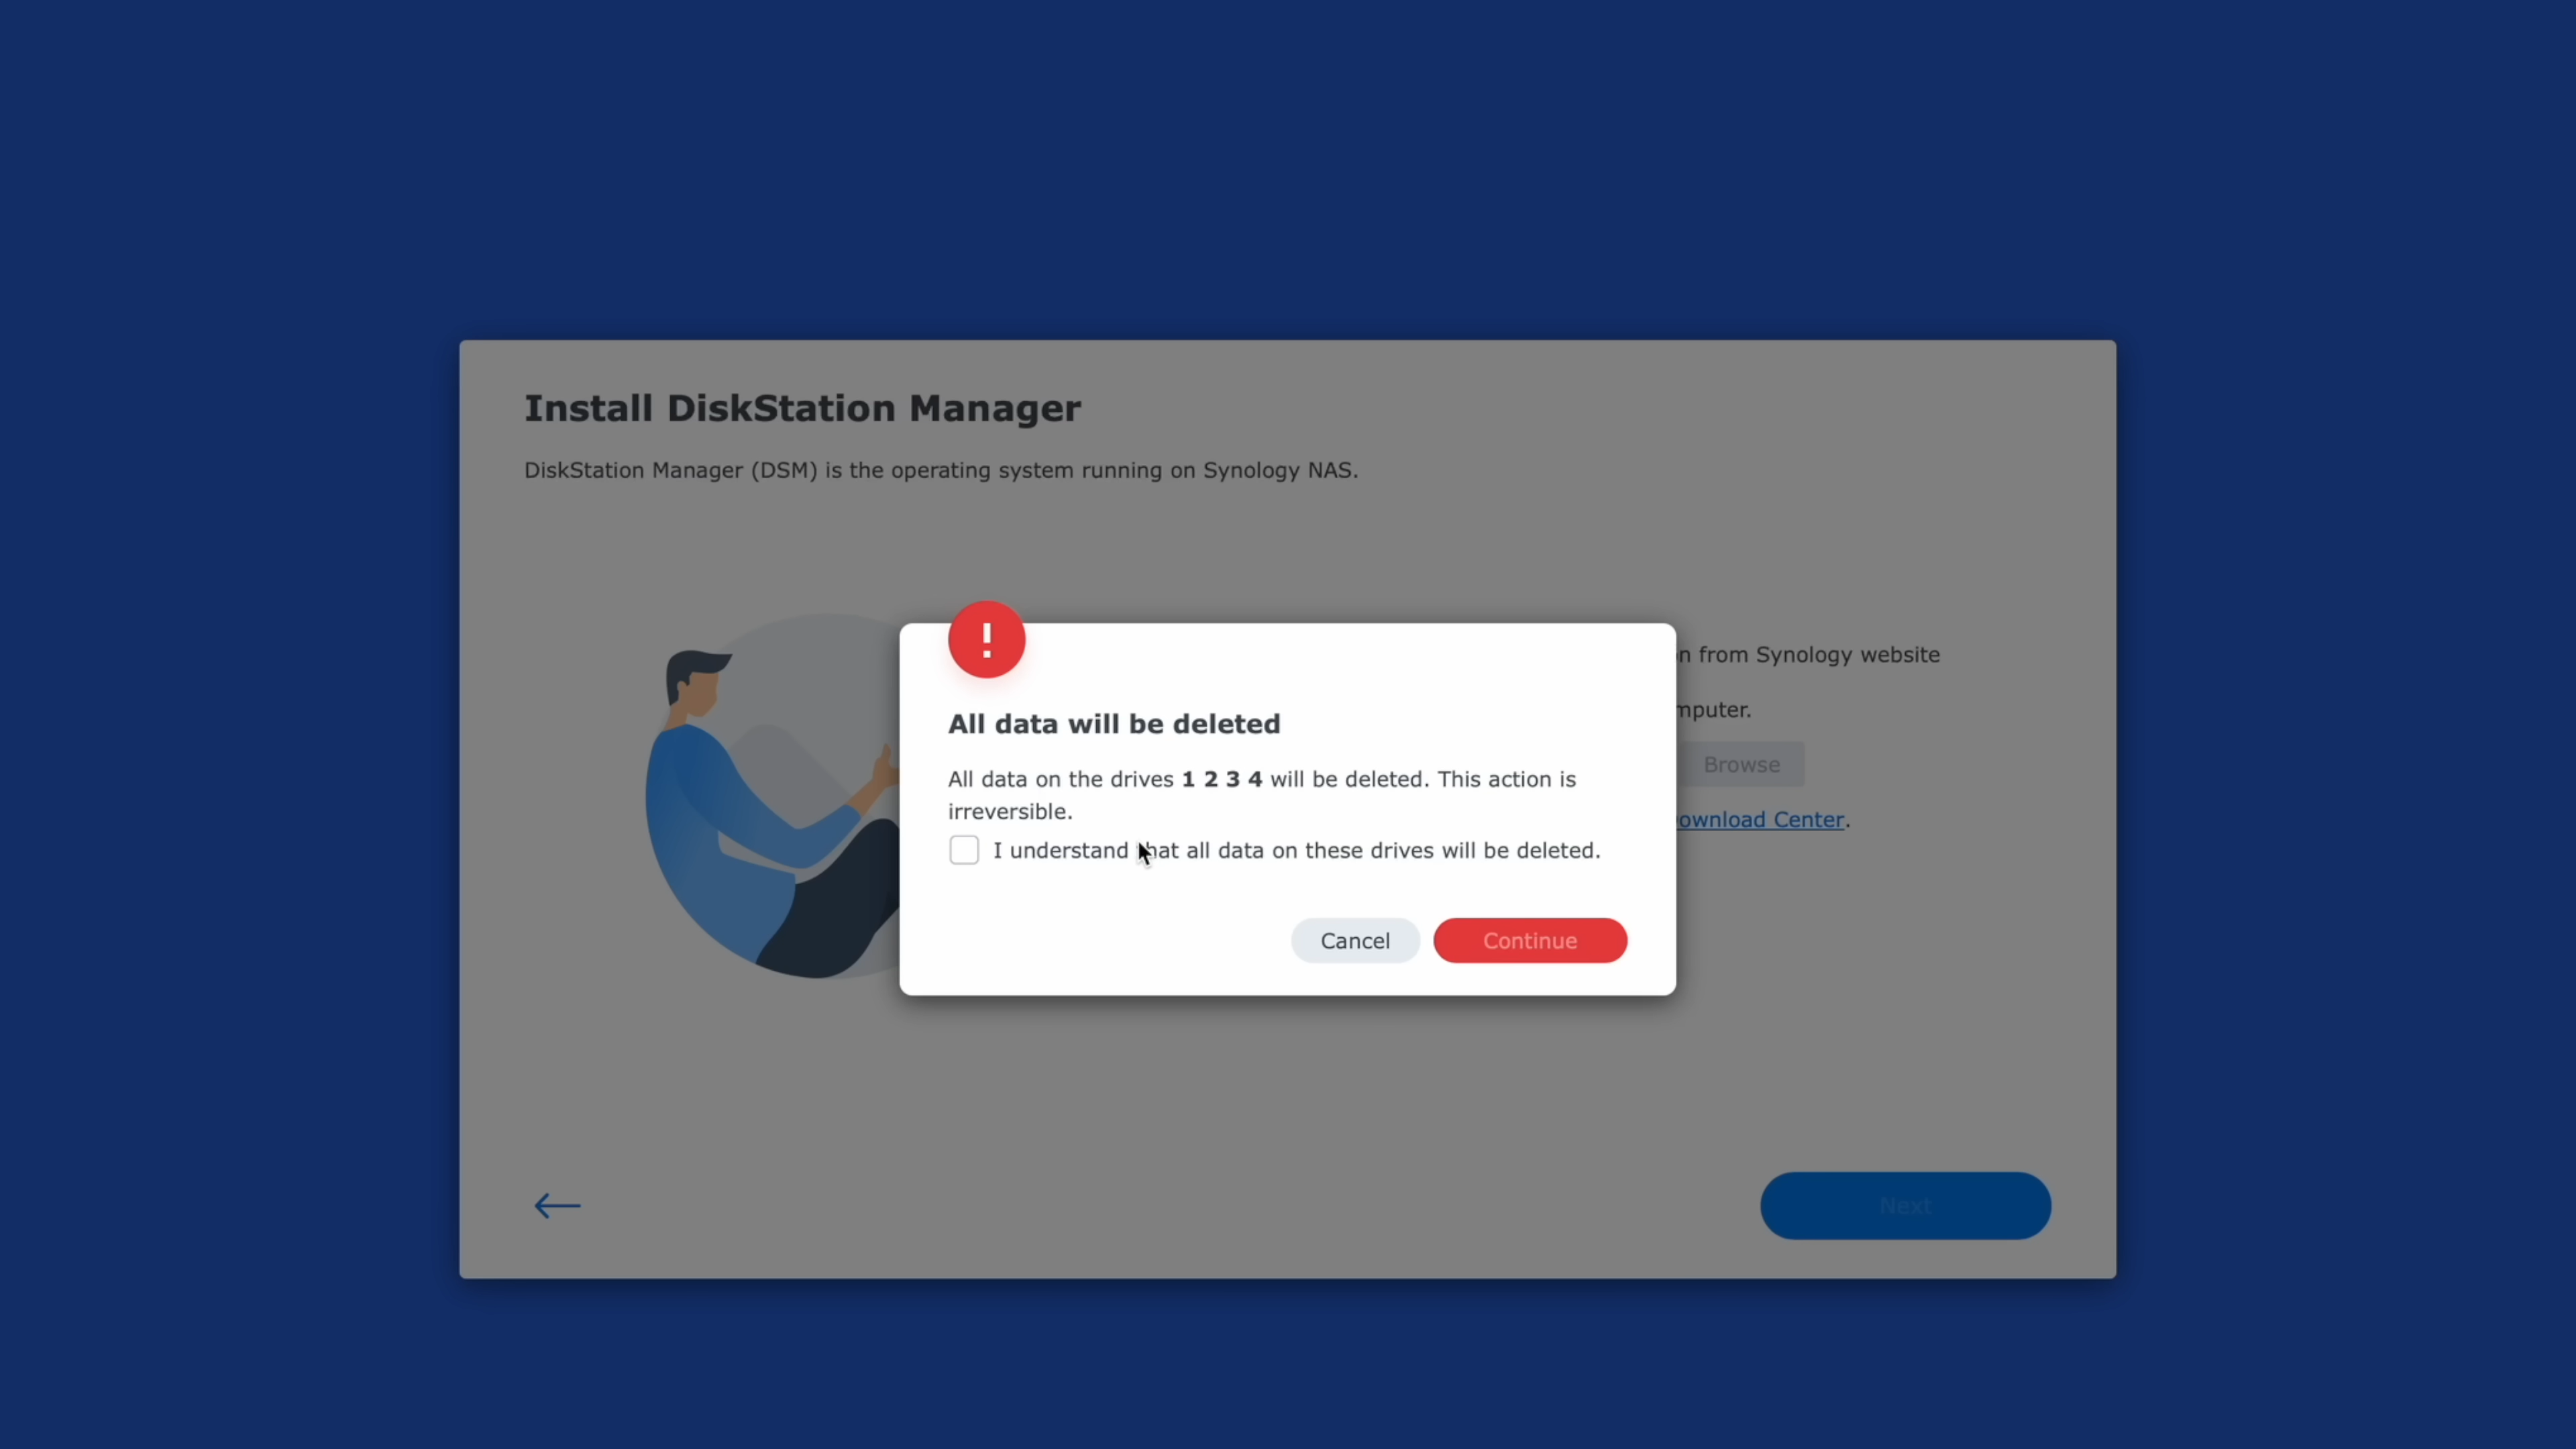 Install DiskStation Manager
DiskStation Manager (DSM) is the operating system running on Synology NAS.
from Synology website
Browse
Center.
!
All data will be deleted
All data on the drives 1 2 3 4 will be deleted. This action is
irreversible.
I understand that all data on these drives will be deleted.
Cancel
Continue
Next